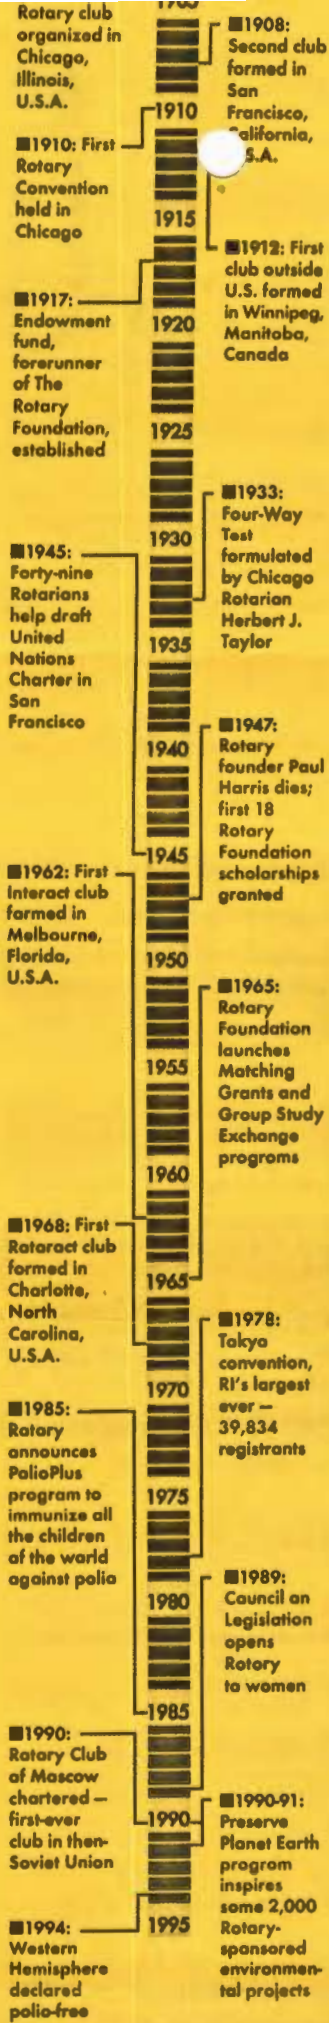 Rotary club
organized in
Chicago,
Illinois,
U.S.A.
■1910: First
Rotary
Convention
held in
Chicago
■1917:
Endowment
fund,
forerunner
of The
Rotary
Foundation,
established
■1945:
Forty-nine
Rotarians
help draft
United
Nations
Charter in
San
Francisco
■1962: First
Interact club
formed in
Melbourne,
Florida,
U.S.A.
■1968: First
Rotaract club
formed in
Charlotte,
North
Carolina,
U.S.A.
■1985:
Rotary
announces
PolioPlus
program to
immunize all
the children
of the world
against polio
■1990:
Rotary Club
of Moscow
chartered —
first-ever
club in then-
Soviet Union
■1994:
Western
Hemisphere
declared
polio-free
1905
1910
1915
1920
1925
1930
1935
1940
1945
1950
1955
1960
1965
1970
1975
1980
1985
1990
1995
■1908:
Second club
formed in
San
Francisco,
California,
S.A.
■1912: First
club outside
U.S. formed
in Winnipeg,
Manitoba,
Canada
■1933:
Four-Way
Test
formulated
by Chicago
Rotarian
Herbert J.
Taylor
■1947:
Rotary
founder Paul
Harris dies;
first 18
Rotary
Foundation
scholarships
granted
■1965:
Rotary
Foundation
launches
Matching
Grants and
Group Study
Exchange
programs
■1978:
Tokyo
convention,
RI's largest
ever —
39,834
registrants
■1989:
Council on
Legislation
opens
Rotary
to women
■1990-91:
Preserve
Planet Earth
program
inspires
some 2,000
Rotary-
sponsored
environmen-
tal projects